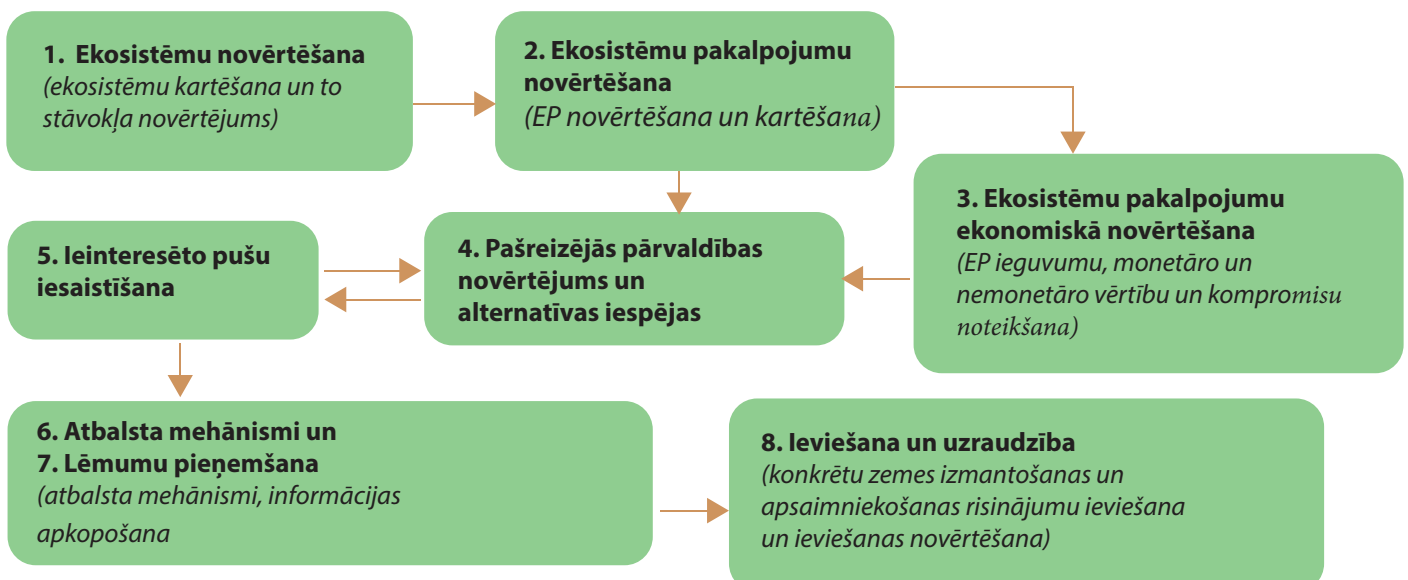 1. Ekosistēmu novērtēšana
(ekosistēmu kartēšana un to
stāvokļa novērtējums)
2. Ekosistēmu pakalpojumu
novērtēšana
(EP novērtēšana un kartēšana)
3. Ekosistēmu pakalpojumu
ekonomiskā novērtēšana
(EP ieguvumu, monetāro un
nemonetāro vērtību un kompromisu
noteikšana)
4. Pašreizējās pārvaldības
novērtējums un
alternatīvas iespējas
5. Ieinteresēto pušu
iesaistīšana
6. Atbalsta mehānismi un
7. Lēmumu pieņemšana
(atbalsta mehānismi, informācijas
apkopošana
8. Ieviešana un uzraudzība
(konkrētu zemes izmantošanas un
apsaimniekošanas risinājumu ieviešana
un ieviešanas novērtēšana)